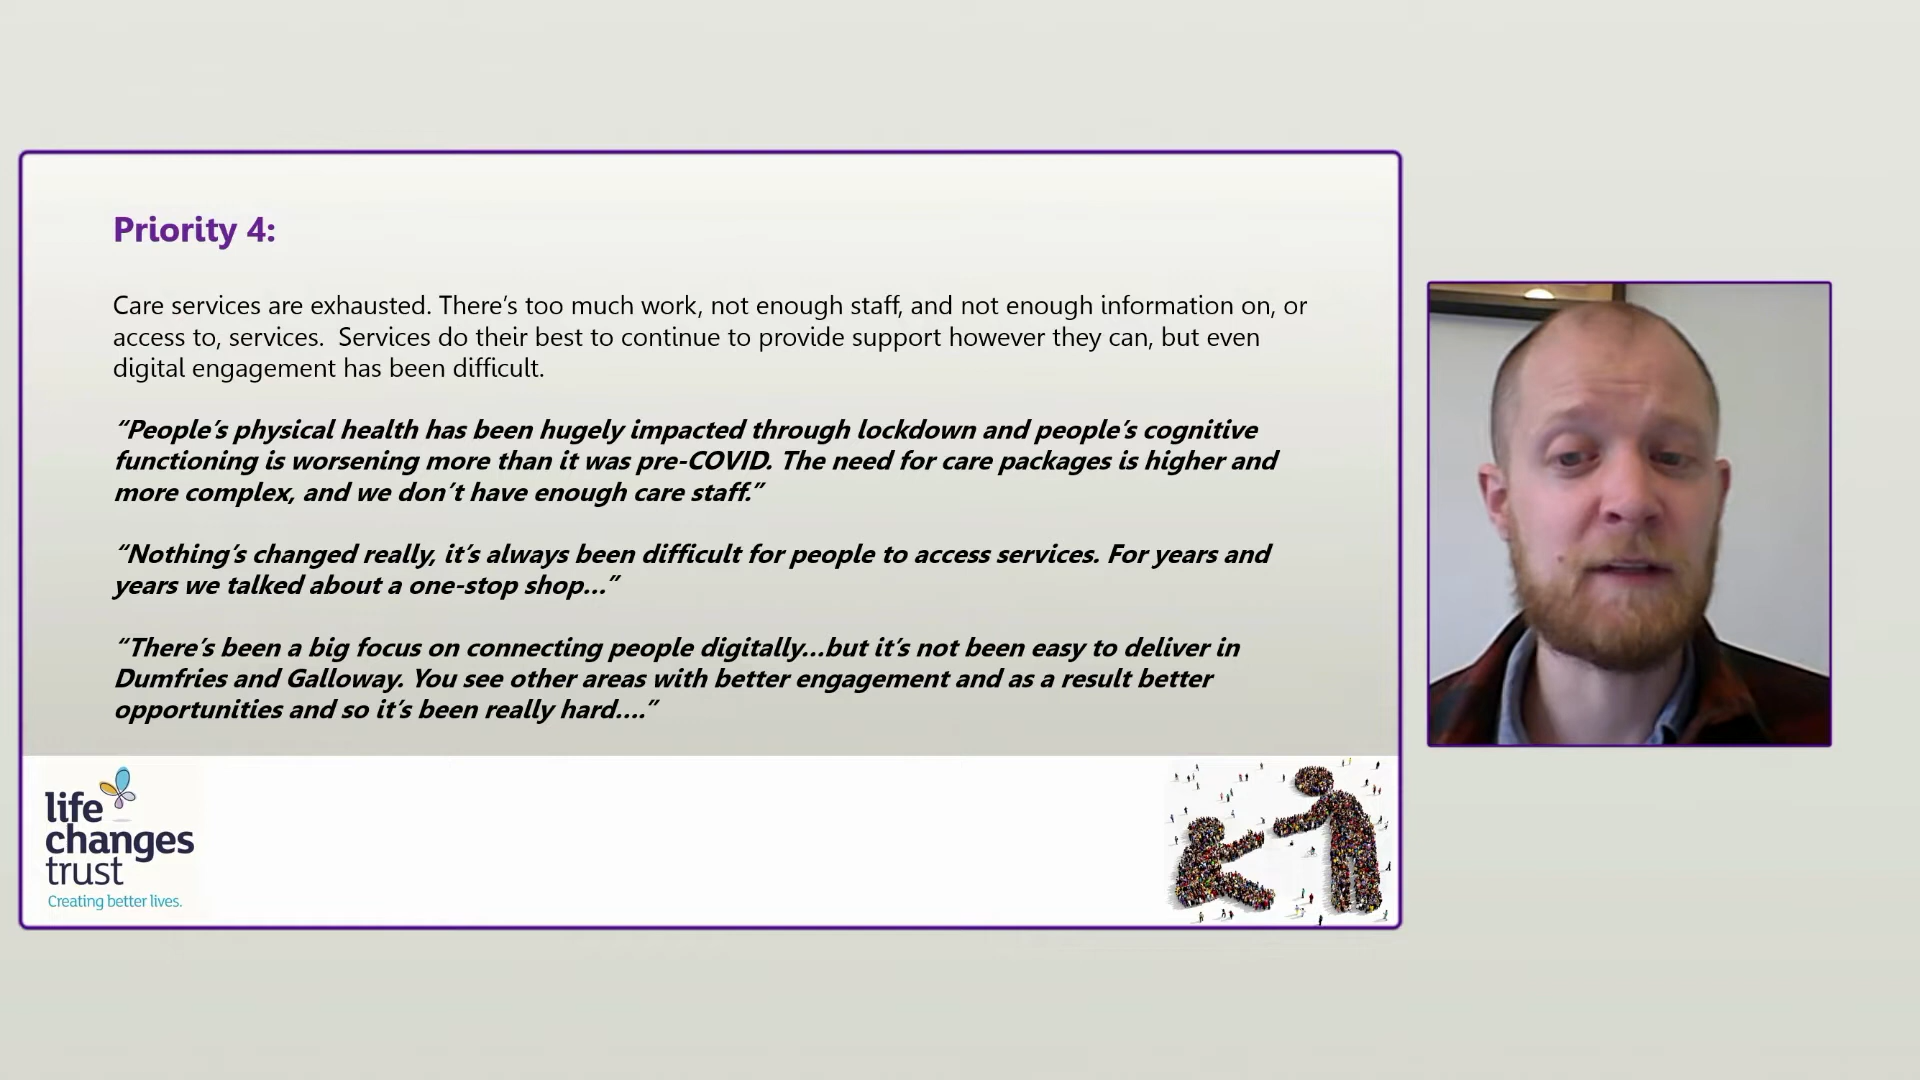 Priority 4:
Care services are exhausted. There’s too much work, not enough staff, and not enough information on, or
access to, services.  Services do their best to continue to provide support however they can, but even
digital engagement has been difficult.
“People’s physical health has been hugely impacted through lockdown and people’s cognitive
functioning is worsening more than it was pre-COVID. The need for care packages is higher and
more complex, and we don’t have enough care staff.”
“Nothing’s changed really, it’s always been difficult for people to access services. For years and
years we talked about a one-stop shop…”
“There’s been a big focus on connecting people digitally…but it’s not been easy to deliver in
Dumfries and Galloway. You see other areas with better engagement and as a result better
opportunities and so it’s been really hard….”
life
changes
trust
Creating better lives.